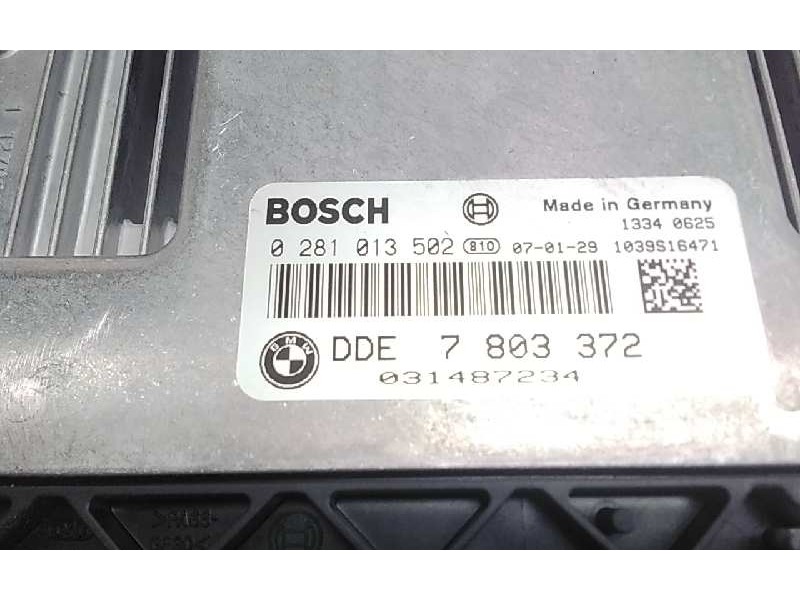 BOSCH
Made in Germany
1334 0625
0 281 013 502 810 07-01-29 1039S16471
BMW
DDE 7 803 372
031487234